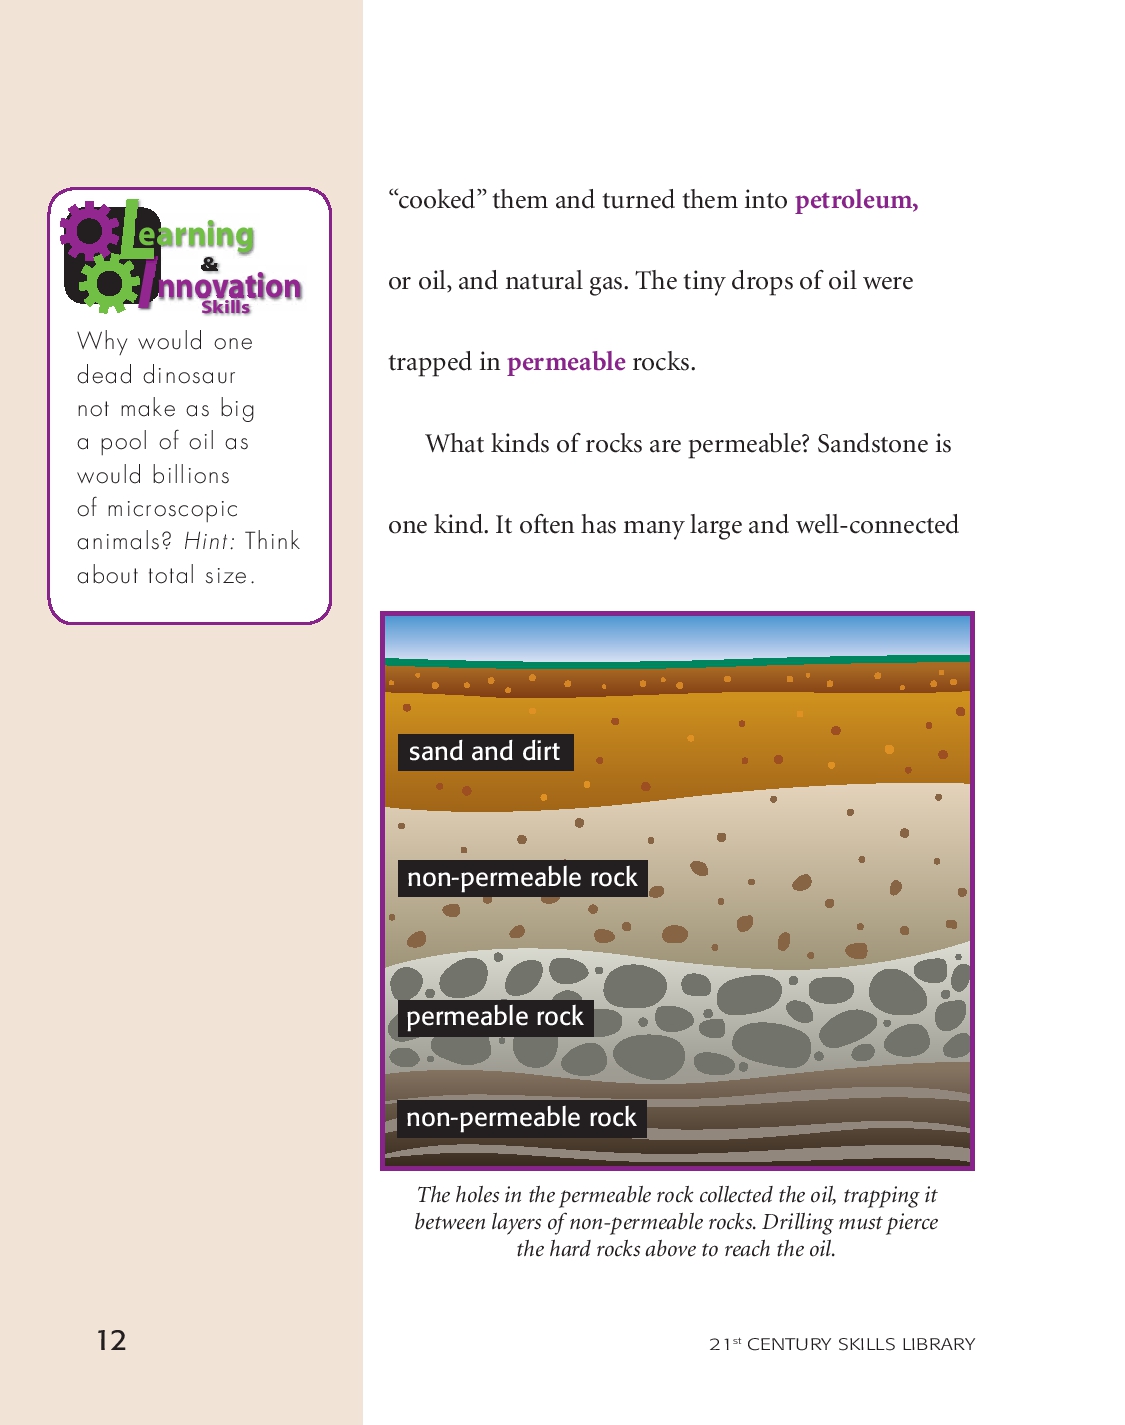 Learning
&
Innovation
Skills
Why would one
dead dinosaur
not make as big
a pool of oil as
would billions
of microscopic
animals? Hint: Think
about total size.
“cooked” them and turned them into petroleum,
or oil, and natural gas. The tiny drops of oil were
trapped in permeable rocks.
What kinds of rocks are permeable? Sandstone is
one kind. It often has many large and well-connected
sand and dirt
non-permeable rock
permeable rock
non-permeable rock
The holes in the permeable rock collected the oil, trapping it
between layers of non-permeable rocks. Drilling must pierce
the hard rocks above to reach the oil.
12
21st CENTURY SKILLS LIBRARY